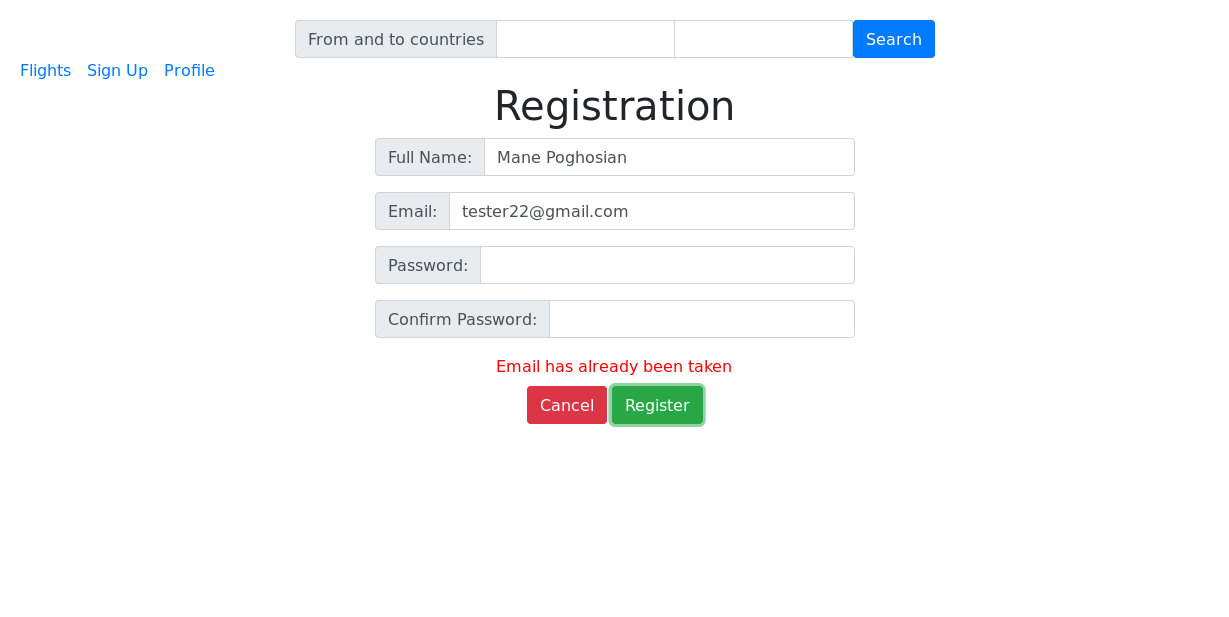 From and to countries Search
Flights Sign Up Profile
Registration
Full Name: Mane Poghosian
Email: tester22@gmail.com
Password:
Confirm Password:
Email has already been taken
Cancel Register